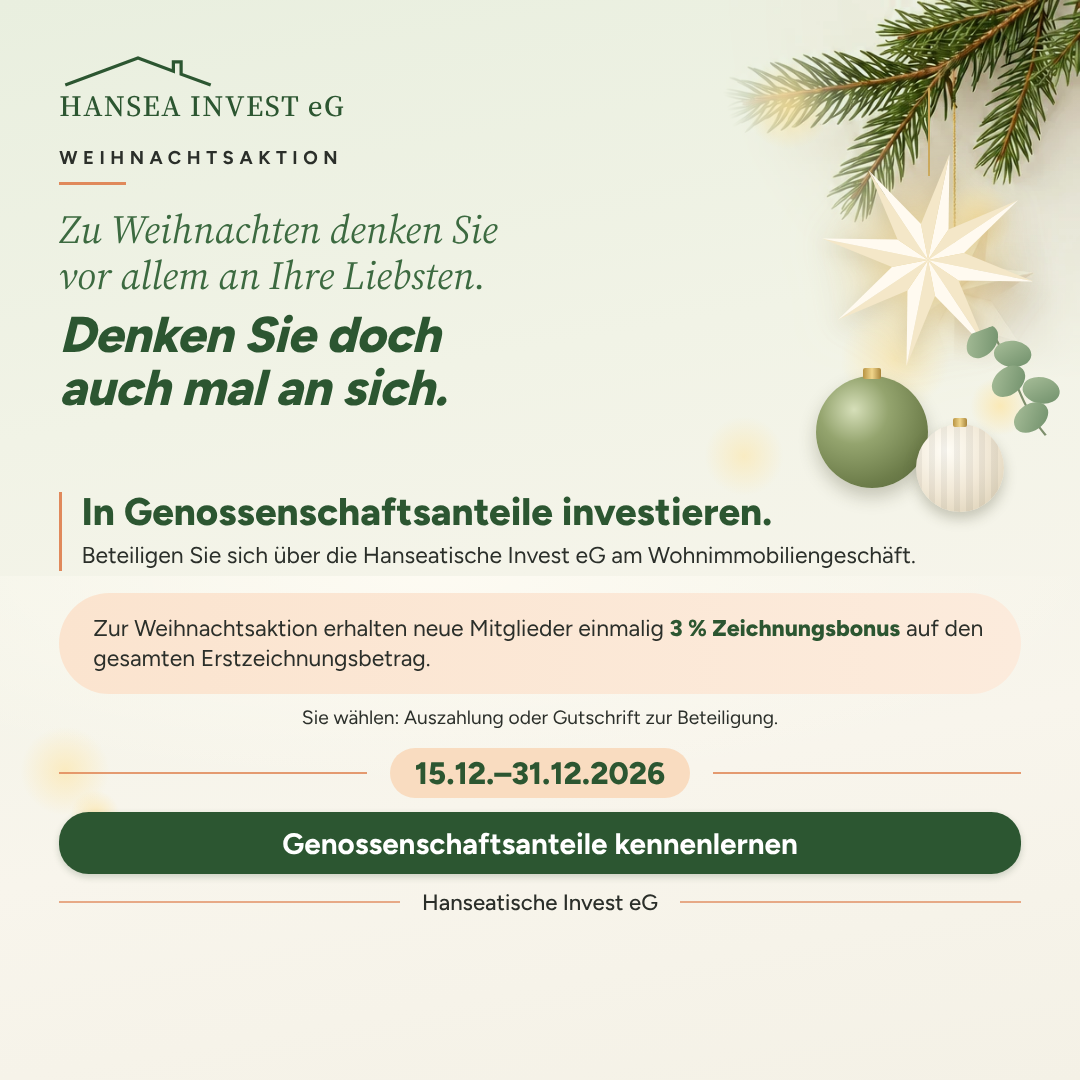 HANSEA INVEST eG
WEIHNACHTSAKTION
Zu Weihnachten denken Sie
vor allem an Ihre Liebsten.
Denken Sie doch
auch mal an sich.
In Genossenschaftsanteile investieren.
Beteiligen Sie sich über die Hanseatische Invest eG am Wohnimmobiliengeschäft.
Zur Weihnachtsaktion erhalten neue Mitglieder einmalig 3 % Zeichnungsbonus auf den
gesamten Erstzeichnungsbetrag.
Sie wählen: Auszahlung oder Gutschrift zur Beteiligung.
15.12.–31.12.2026
Genossenschaftsanteile kennenlernen
Hanseatische Invest eG